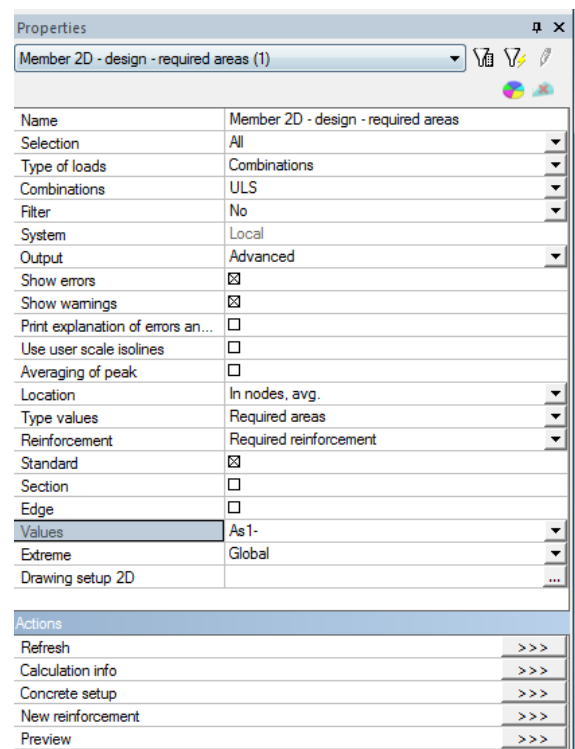 Properties
Member 2D - design - required areas (1)
Name Member 2D - design - required areas
Selection All
Type of loads Combinations
Combinations ULS
Filter No
System Local
Output Advanced
Show errors
Show warnings
Print explanation of errors an...
Use user scale isolines
Averaging of peak
Location In nodes, avg.
Type values Required areas
Reinforcement Required reinforcement
Standard
Section
Edge
Values As1-
Extreme Global
Drawing setup 2D ...
Actions
Refresh >>>
Calculation info >>>
Concrete setup >>>
New reinforcement >>>
Preview >>>